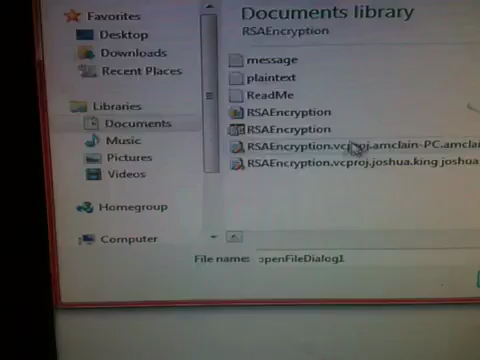 Favorites
Desktop
Downloads
Recent Places
Libraries
Documents
Music
Pictures
Videos
Homegroup
Computer
Documents library
RSAEncryption
message
plaintext
ReadMe
RSAEncryption
RSAEncryption
RSAEncryption.vcproj.amclain-PC.amclai
RSAEncryption.vcproj.joshua.king joshua
File name: openFileDialog1